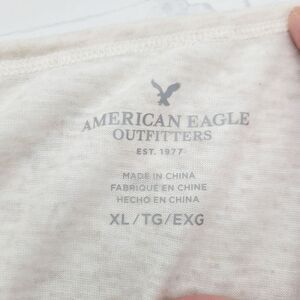 AMERICAN EAGLE
OUTFITTERS
EST. 1977
MADE IN CHINA
FABRIQUÉ EN CHINE
HECHO EN CHINA
XL/TG/EXG